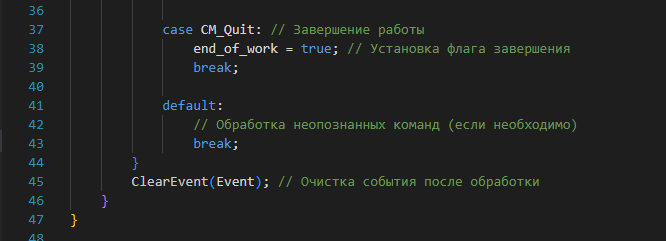 36
37 case CM_Quit: // Завершение работы
38 end_of_work = true; // Установка флага завершения
39 break;
40
41 default:
42 // Обработка неопознанных команд (если необходимо)
43 break;
44 }
45 ClearEvent(Event); // Очистка события после обработки
46 }
47 }
48